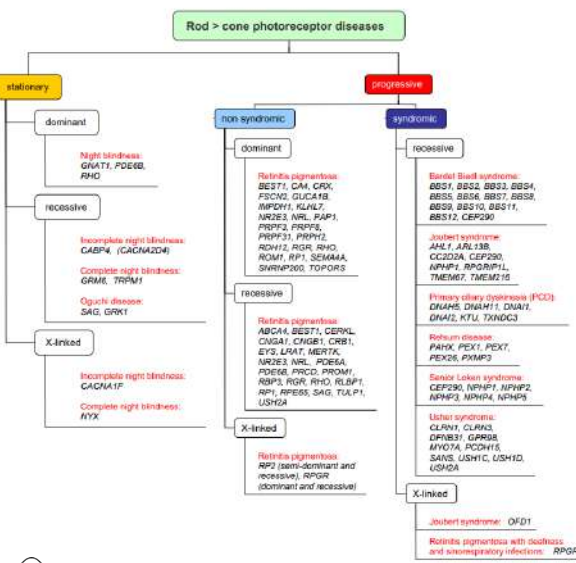 Rod > cone photoreceptor diseases
stationary
dominant
Night blindness:
GNAT1, PDE6B,
RHO
recessive
Incomplete night blindness:
CABP4, (CACNA2D4)
Complete night blindness:
GRM6, TRPM1
Oguchi disease:
SAG, GRK1
X-linked
Incomplete night blindness:
CACNA1F
Complete night blindness:
NYX
progressive
non syndromic
dominant
Retinitis pigmentosa:
BEST1, CA4, CRX,
FSCN2, GUCA1B,
IMPDH1, KLHL7,
NR2E3, NRL, PAP1,
PRPF3, PRPF8,
PRPF31, PRPH2,
RDH12, RGR, RHO,
ROM1, RP1, SEMA4A,
SNRNP200, TOPORS
recessive
Retinitis pigmentosa:
ABCA4, BEST1, CERKL,
CNGA1, CNGB1, CRB1,
EYS, LRAT, MERTK,
NR2E3, NRL, PDE6A,
PDE6B, PRCD, PROM1,
RBP3, RGR, RHO, RLBP1,
RP1, RPE65, SAG, TULP1,
USH2A
X-linked
Retinitis pigmentosa:
RP2 (semi-dominant and
recessive), RPGR
(dominant and recessive)
syndromic
recessive
Bardet Biedl syndrome:
BBS1, BBS2, BBS3, BBS4,
BBS5, BBS6, BBS7, BBS8,
BBS9, BBS10, BBS11,
BBS12, CEP290
Joubert syndrome:
AHL1, ARL13B,
CC2D2A, CEP290,
NPHP1, RPGRIP1L,
TMEM67, TMEM216
Primary ciliary dyskinesia (PCD):
DNAH5, DNAH11, DNAI1,
DNAI2, KTU, TXNDC3
Refsum disease:
PAHX, PEX1, PEX7,
PEX26, PXMP3
Senior Loken syndrome:
CEP290, NPHP1, NPHP2,
NPHP3, NPHP4, NPHP5
Usher syndrome:
CLRN1, CLRN3,
DFNB31, GPR98,
MYO7A, PCDH15,
SANS, USH1C, USH1D,
USH2A
X-linked
Joubert syndrome: OFD1
Retinitis pigmentosa with deafness
and sinorespiratory infections: RPGR